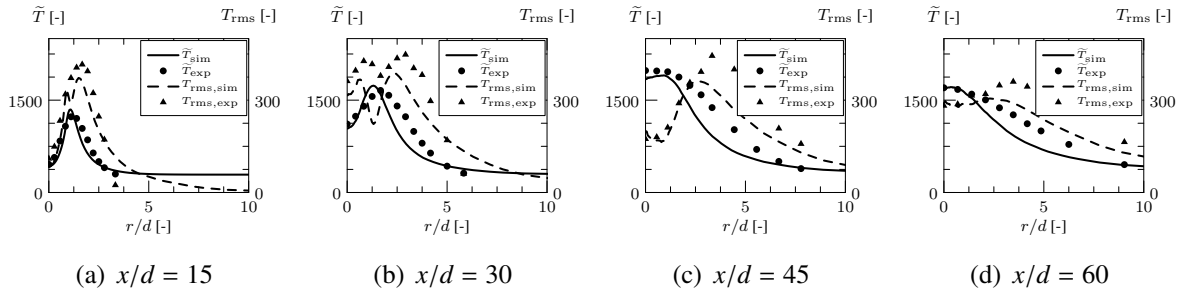 T̃ [-] T_rms [-]
T̃_sim
T̃_exp
T_rms,sim
T_rms,exp
1500 300
0 0
0 5 10
r/d [-]
(a) x/d = 15
T̃ [-] T_rms [-]
T̃_sim
T̃_exp
T_rms,sim
T_rms,exp
1500 300
0 0
0 5 10
r/d [-]
(b) x/d = 30
T̃ [-] T_rms [-]
T̃_sim
T̃_exp
T_rms,sim
T_rms,exp
1500 300
0 0
0 5 10
r/d [-]
(c) x/d = 45
T̃ [-] T_rms [-]
T̃_sim
T̃_exp
T_rms,sim
T_rms,exp
1500 300
0 0
0 5 10
r/d [-]
(d) x/d = 60